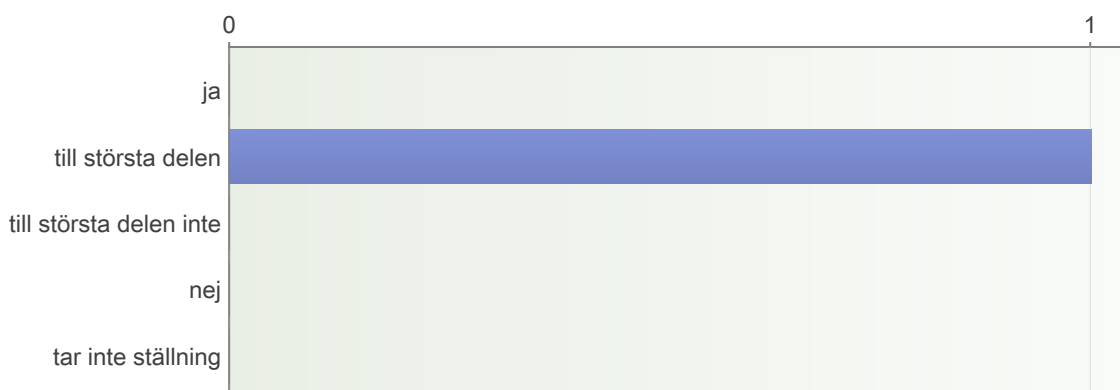 0 1
ja
till största delen
till största delen inte
nej
tar inte ställning